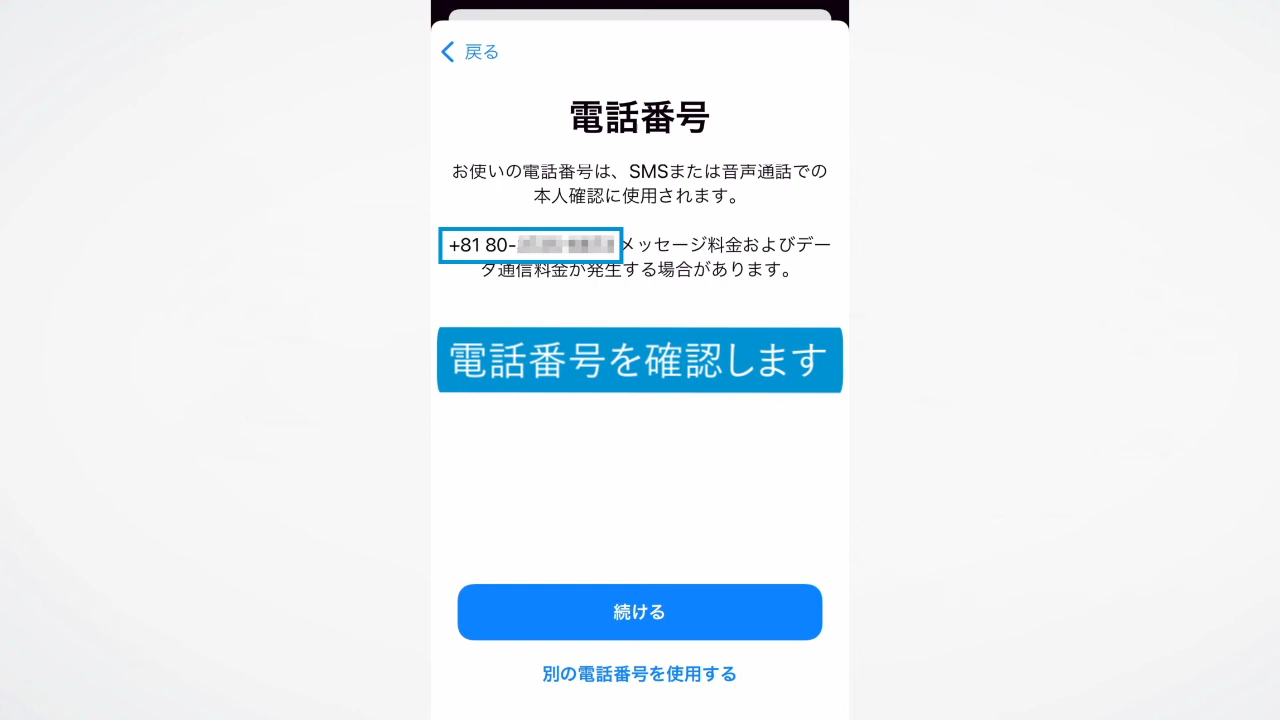 戻る
電話番号
お使いの電話番号は、SMSまたは音声通話での
本人確認に使用されます。
+81 80- メッセージ料金およびデー
タ通信料金が発生する場合があります。
電話番号を確認します
続ける
別の電話番号を使用する